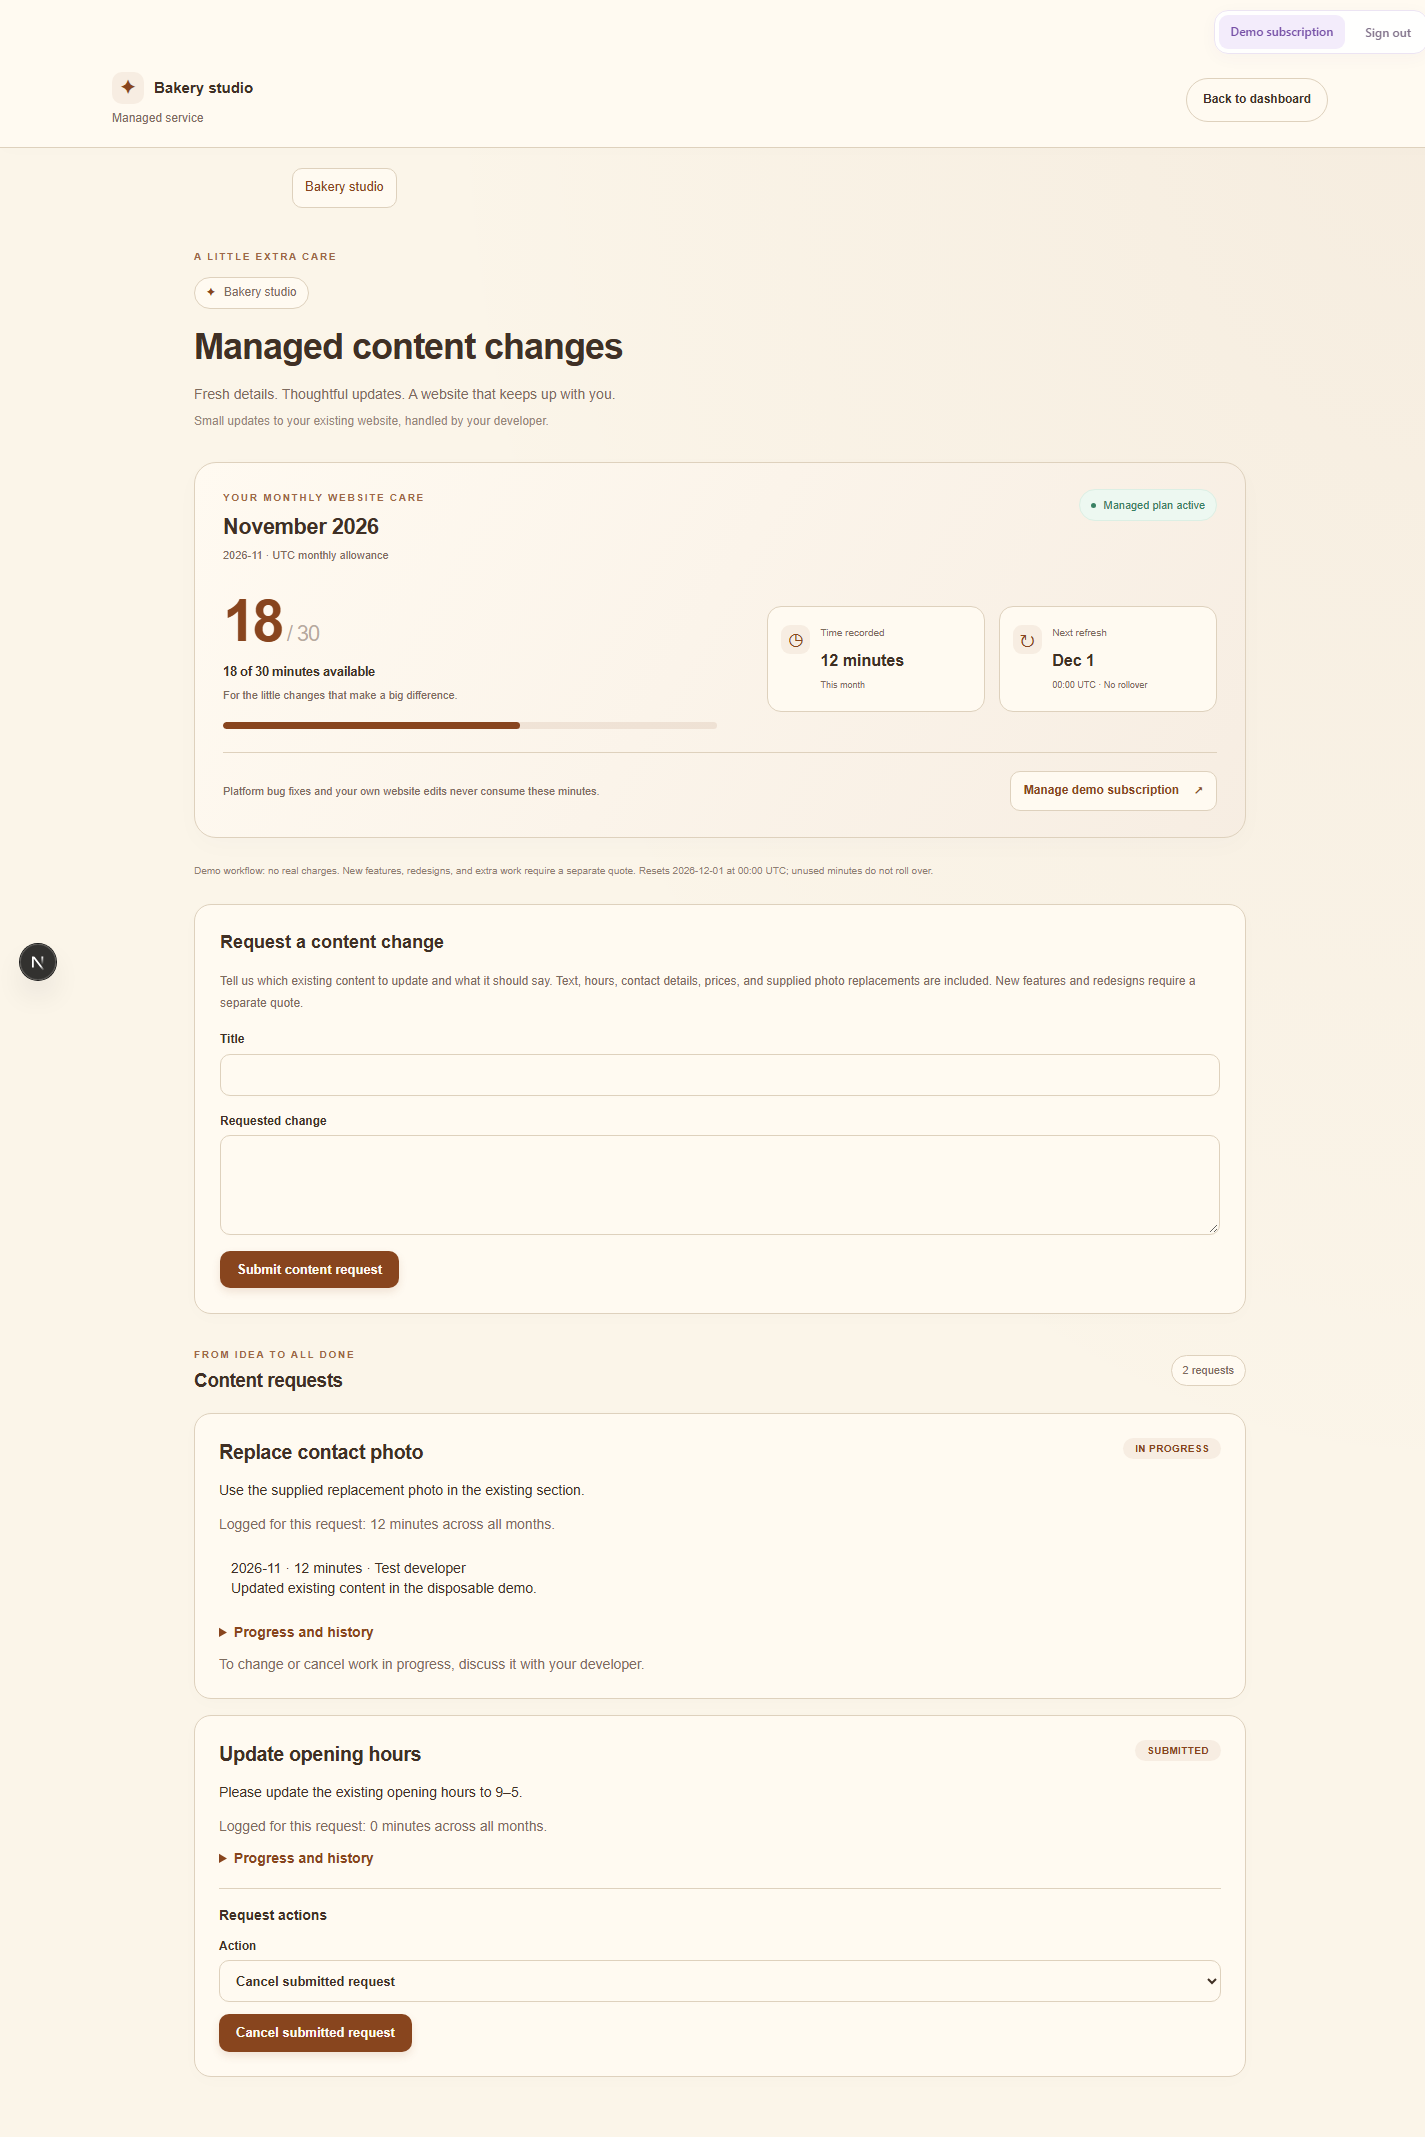 Demo subscription
Sign out
Bakery studio
Managed service
Back to dashboard
Bakery studio
A LITTLE EXTRA CARE
Bakery studio
Managed content changes
Fresh details. Thoughtful updates. A website that keeps up with you.
Small updates to your existing website, handled by your developer.
YOUR MONTHLY WEBSITE CARE
Managed plan active
November 2026
2026-11 · UTC monthly allowance
18 / 30
18 of 30 minutes available
For the little changes that make a big difference.
Time recorded
12 minutes
This month
Next refresh
Dec 1
00:00 UTC · No rollover
Platform bug fixes and your own website edits never consume these minutes.
Manage demo subscription ↗
Demo workflow: no real charges. New features, redesigns, and extra work require a separate quote. Resets 2026-12-01 at 00:00 UTC; unused minutes do not roll over.
Request a content change
Tell us which existing content to update and what it should say. Text, hours, contact details, prices, and supplied photo replacements are included. New features and redesigns require a
separate quote.
Title
Requested change
Submit content request
N
FROM IDEA TO ALL DONE
Content requests
2 requests
Replace contact photo
IN PROGRESS
Use the supplied replacement photo in the existing section.
Logged for this request: 12 minutes across all months.
2026-11 · 12 minutes · Test developer
Updated existing content in the disposable demo.
Progress and history
To change or cancel work in progress, discuss it with your developer.
Update opening hours
SUBMITTED
Please update the existing opening hours to 9–5.
Logged for this request: 0 minutes across all months.
Progress and history
Request actions
Action
Cancel submitted request
Cancel submitted request